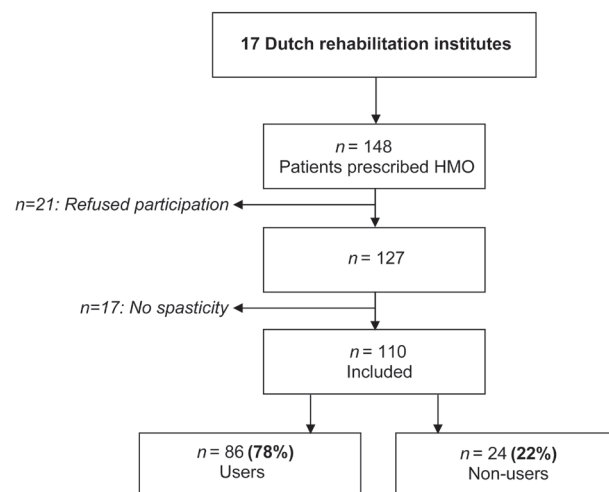 17 Dutch rehabilitation institutes
n = 148
Patients prescribed HMO
n=21: Refused participation
n = 127
n=17: No spasticity
n = 110
Included
n = 86 (78%)
Users
n = 24 (22%)
Non-users